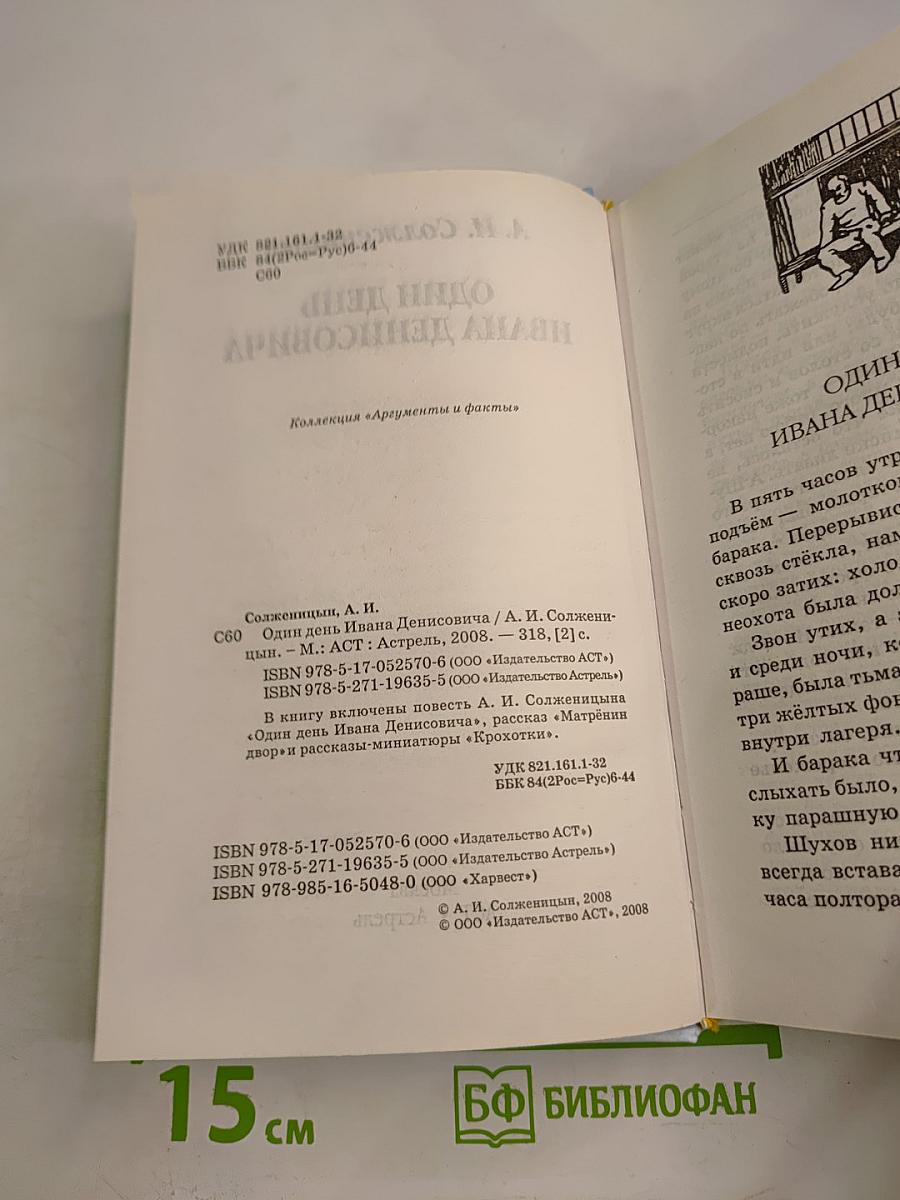 УДК 821.161.1-32
ББК 84(2Рос=Рус)6-44
С60
Коллекция «Аргументы и факты»
Солженицын, А. И.
С60 Один день Ивана Денисовича / А. И. Солжени-
цын. – М.: АСТ : Астрель, 2008. — 318, [2] с.
ISBN 978-5-17-052570-6 (ООО «Издательство АСТ»)
ISBN 978-5-271-19635-5 (ООО «Издательство Астрель»)
В книгу включены повесть А. И. Солженицына
«Один день Ивана Денисовича», рассказ «Матрёнин
двор» и рассказы-миниатюры «Крохотки».
УДК 821.161.1-32
ББК 84(2Рос=Рус)6-44
ISBN 978-5-17-052570-6 (ООО «Издательство АСТ»)
ISBN 978-5-271-19635-5 (ООО «Издательство Астрель»)
ISBN 978-985-16-5048-0 (ООО «Харвест»)
© А. И. Солженицын, 2008
© ООО «Издательство АСТ», 2008
ОДИН
ИВАНА ДЕН
В пять часов утр
подъём — молотко
барака. Перерывис
сквозь стёкла, нам
скоро затих: холо
неохота была дол
Звон утих, а з
и среди ночи, к
раше, была тьма
три жёлтых фон
внутри лагеря.
И барака чт
слыхать было,
ку парашную
Шухов ни
всегда встава
часа полтора
15 см
БФ БИБЛИОФАН